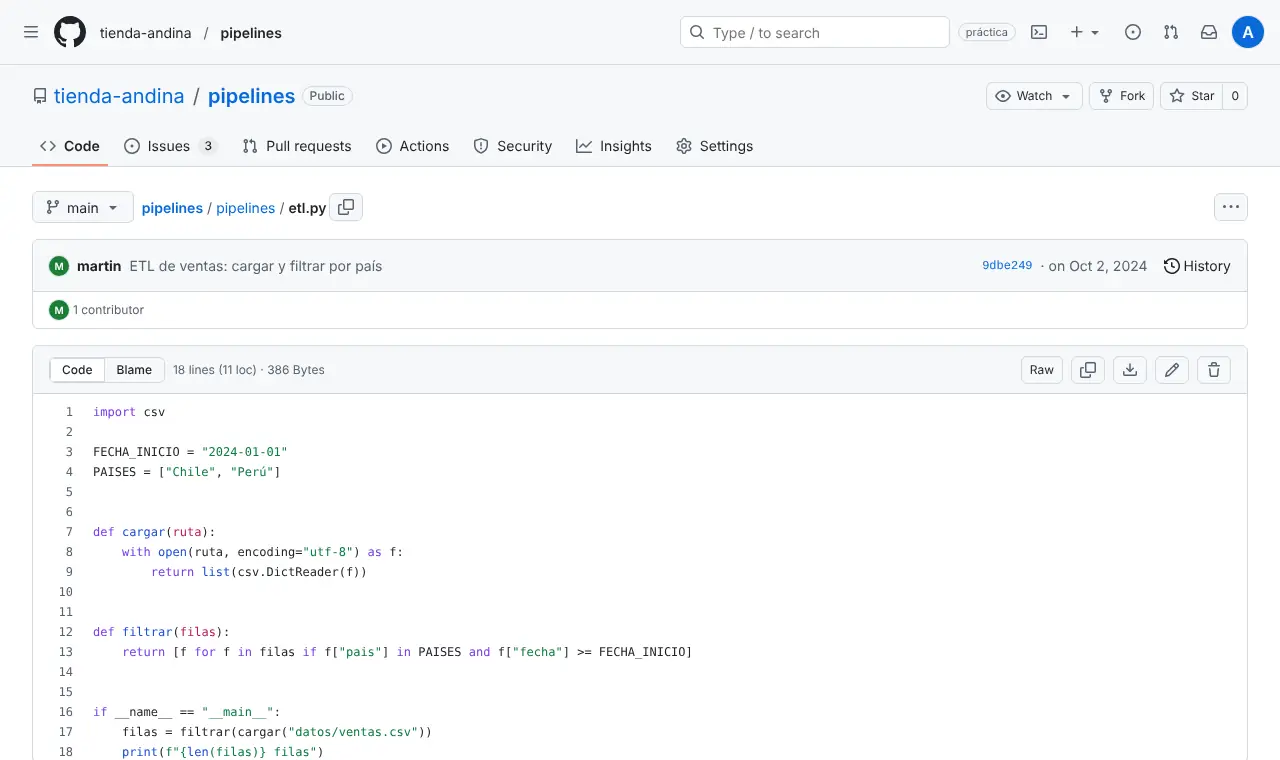 tienda-andina / pipelines
Type / to search
práctica
A
tienda-andina / pipelines Public
Watch
Fork
Star 0
Code
Issues 3
Pull requests
Actions
Security
Insights
Settings
main
pipelines / pipelines / etl.py
M martin ETL de ventas: cargar y filtrar por país
9dbe249 · on Oct 2, 2024
History
M 1 contributor
Code Blame 18 lines (11 loc) · 386 Bytes
Raw
1 import csv
2
3 FECHA_INICIO = "2024-01-01"
4 PAISES = ["Chile", "Perú"]
5
6
7 def cargar(ruta):
8     with open(ruta, encoding="utf-8") as f:
9         return list(csv.DictReader(f))
10
11
12 def filtrar(filas):
13     return [f for f in filas if f["pais"] in PAISES and f["fecha"] >= FECHA_INICIO]
14
15
16 if __name__ == "__main__":
17     filas = filtrar(cargar("datos/ventas.csv"))
18     print(f"{len(filas)} filas")